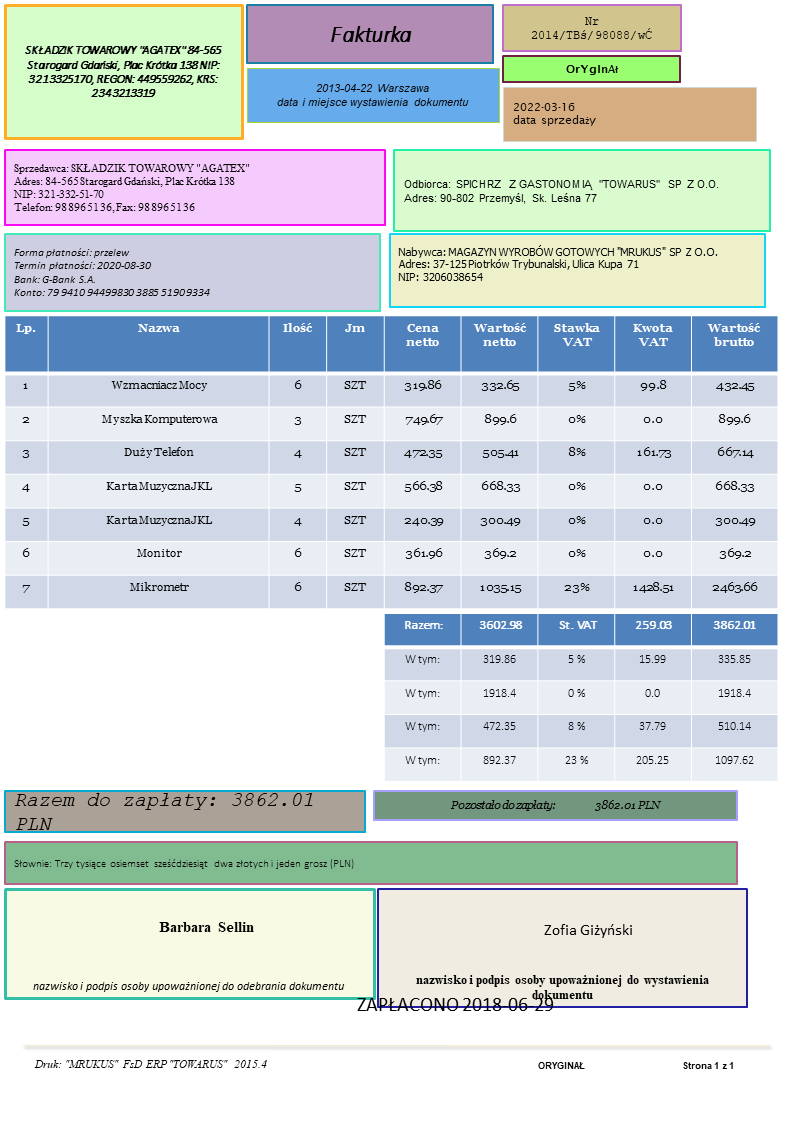 SKŁADZIK TOWAROWY "AGATEX" 84-565
Starogard Gdański, Plac Krótka 138 NIP:
3213325170, REGON: 449559262, KRS:
2343213319
Fakturka
2013-04-22 Warszawa
data i miejsce wystawienia dokumentu
Nr
2014/TBś/98088/wĆ
OrYgInAł
2022-03-16
data sprzedaży
Sprzedawca: SKŁADZIK TOWAROWY "AGATEX"
Adres: 84-565 Starogard Gdański, Plac Krótka 138
NIP: 321-332-51-70
Telefon: 988965136, Fax: 988965136
Odbiorca: SPICHRZ Z GASTONOMIĄ "TOWARUS" SP Z O.O.
Adres: 90-802 Przemyśl, Sk. Leśna 77
Forma płatności: przelew
Termin płatności: 2020-08-30
Bank: G-Bank S.A.
Konto: 79 9410 94499830 3885 51909334
Nabywca: MAGAZYN WYROBÓW GOTOWYCH "MRUKUS" SP Z O.O.
Adres: 37-125 Piotrków Trybunalski, Ulica Kupa 71
NIP: 3206038654
Lp. Nazwa Ilość Jm Cena netto Wartość netto Stawka VAT Kwota VAT Wartość brutto
1 Wzmacniacz Mocy 6 SZT 319.86 332.65 5% 99.8 432.45
2 Myszka Komputerowa 3 SZT 749.67 899.6 0% 0.0 899.6
3 Duży Telefon 4 SZT 472.35 505.41 8% 161.73 667.14
4 Karta Muzyczna JKL 5 SZT 566.38 668.33 0% 0.0 668.33
5 Karta Muzyczna JKL 4 SZT 240.39 300.49 0% 0.0 300.49
6 Monitor 6 SZT 361.96 369.2 0% 0.0 369.2
7 Mikrometr 6 SZT 892.37 1035.15 23% 1428.51 2463.66
Razem: 3602.98 St. VAT 259.03 3862.01
W tym: 319.86 5 % 15.99 335.85
W tym: 1918.4 0 % 0.0 1918.4
W tym: 472.35 8 % 37.79 510.14
W tym: 892.37 23 % 205.25 1097.62
Razem do zapłaty: 3862.01
PLN
Pozostało do zapłaty: 3862.01 PLN
Słownie: Trzy tysiące osiemset sześćdziesiąt dwa złotych i jeden grosz (PLN)
Barbara Sellin
nazwisko i podpis osoby upoważnionej do odebrania dokumentu
Zofia Giżyński
nazwisko i podpis osoby upoważnionej do wystawienia
dokumentu
ZAPŁACONO 2018-06-29
Druk: "MRUKUS" FzD ERP "TOWARUS" 2015.4
ORYGINAŁ
Strona 1 z 1